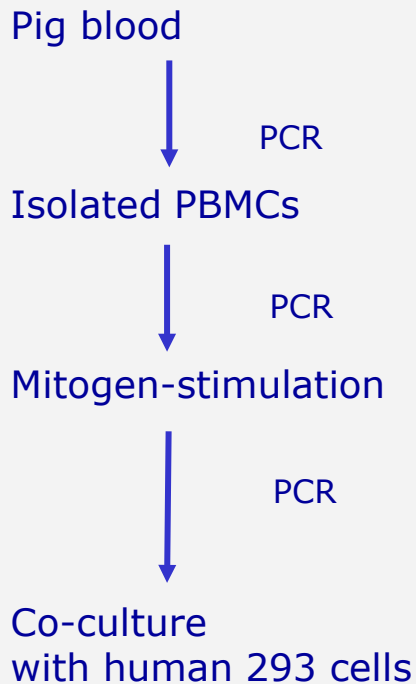 Pig blood
PCR
Isolated PBMCs
PCR
Mitogen-stimulation
PCR
Co-culture
with human 293 cells